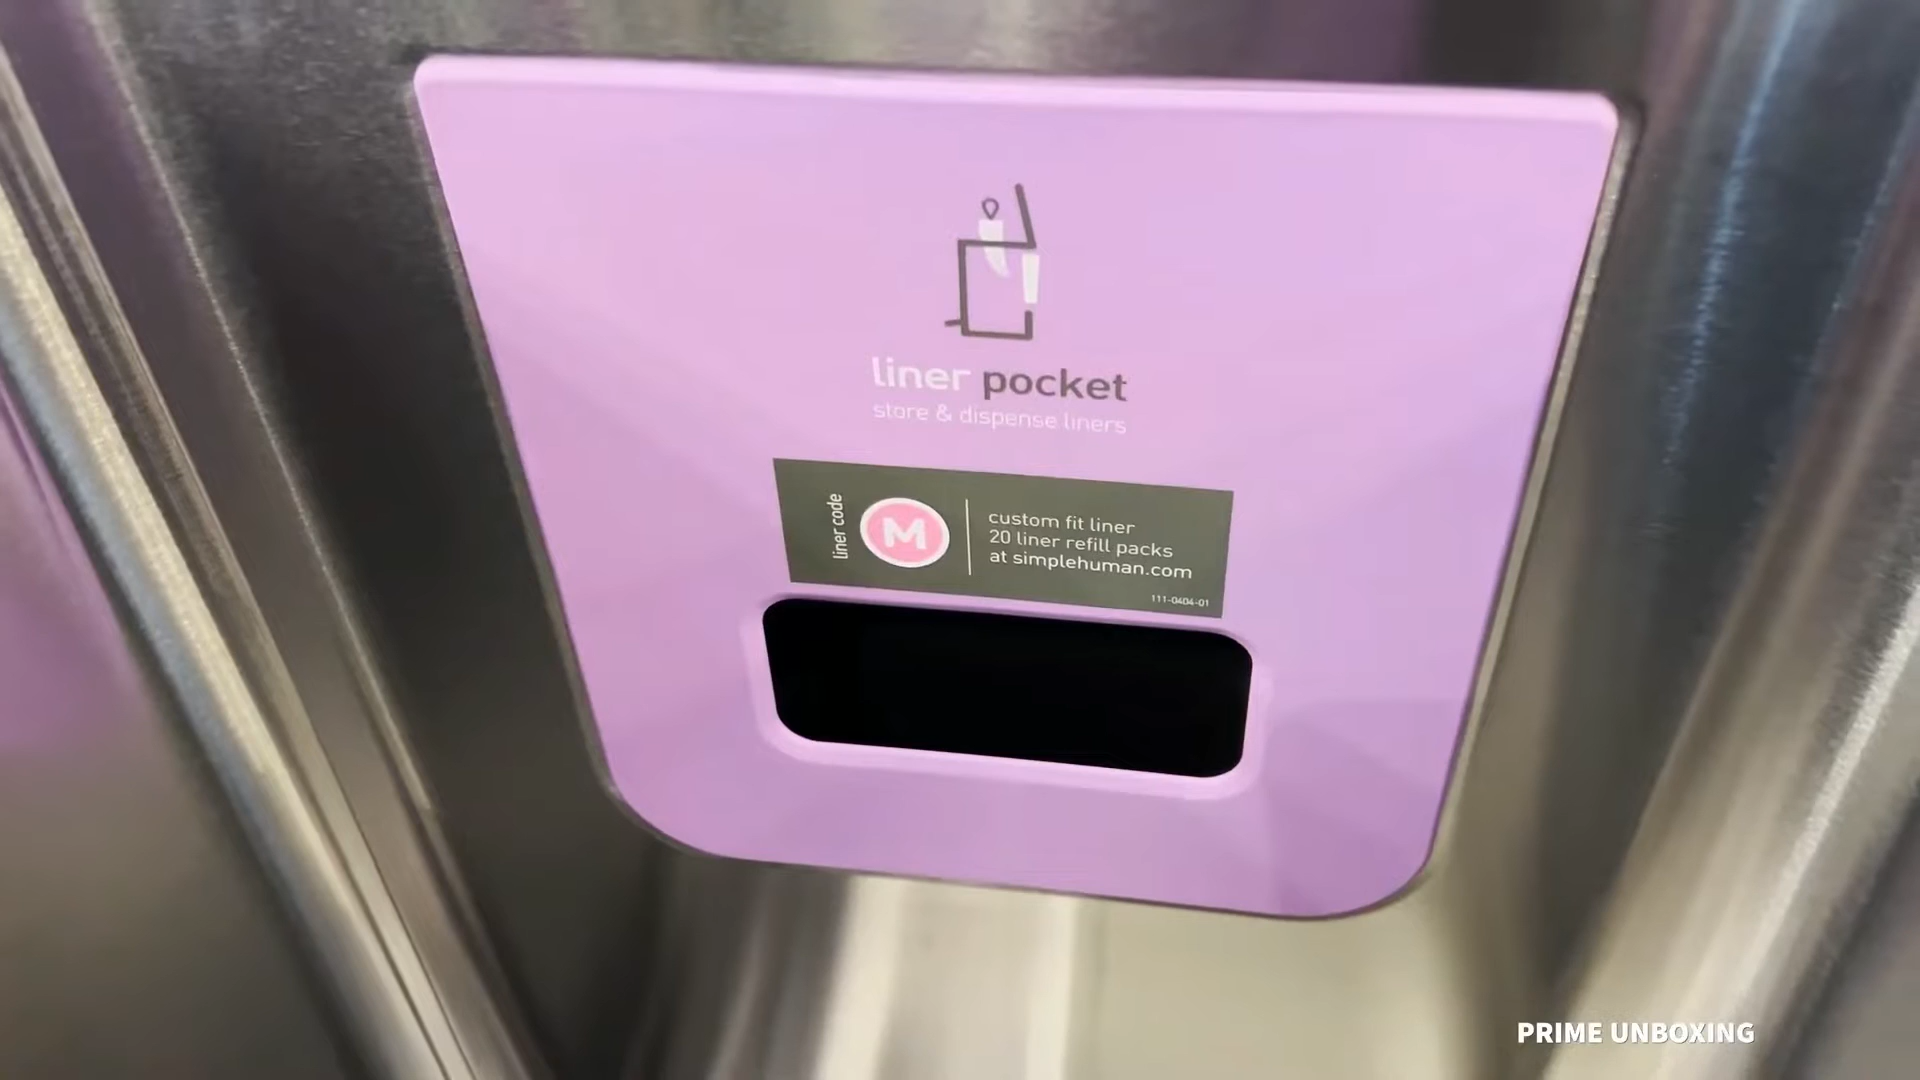 liner pocket
store & dispense liners
liner code
M
custom fit liner
20 liner refill packs
at simplehuman.com
111-0404-01
PRIME UNBOXING